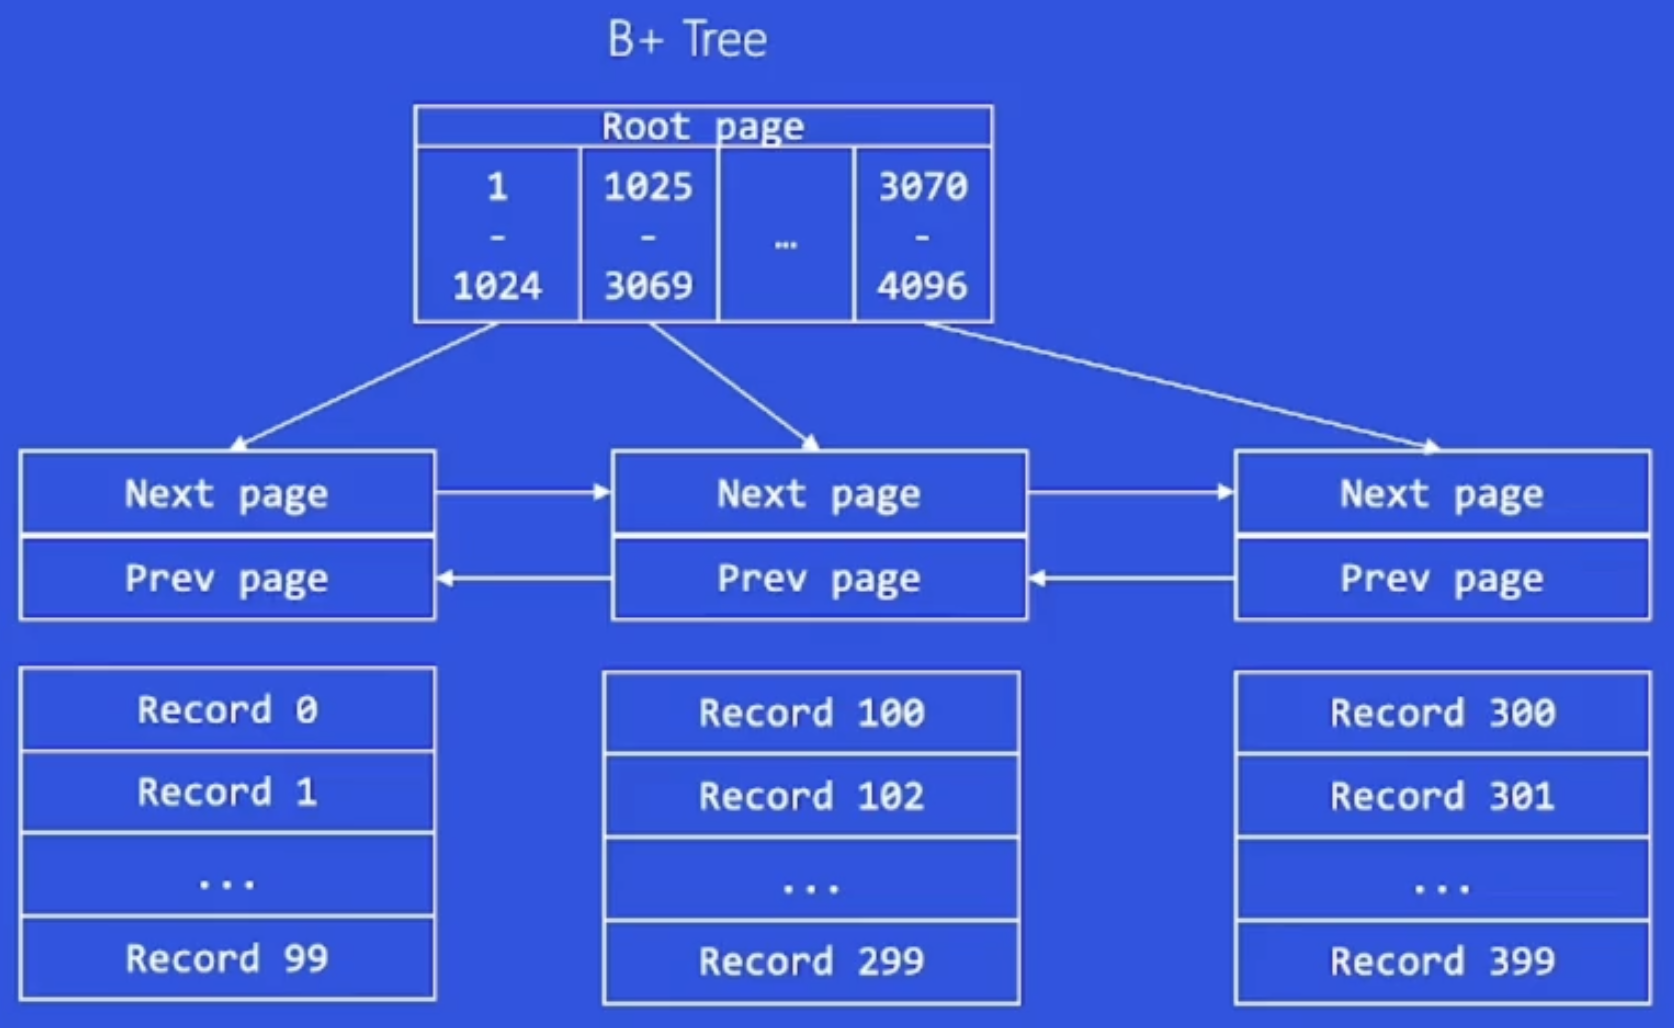 B+ Tree
Root page
1 1025 3070
- - … -
1024 3069 4096
Next page Next page Next page
Prev page Prev page Prev page
Record 0 Record 100 Record 300
Record 1 Record 102 Record 301
... ... ...
Record 99 Record 299 Record 399